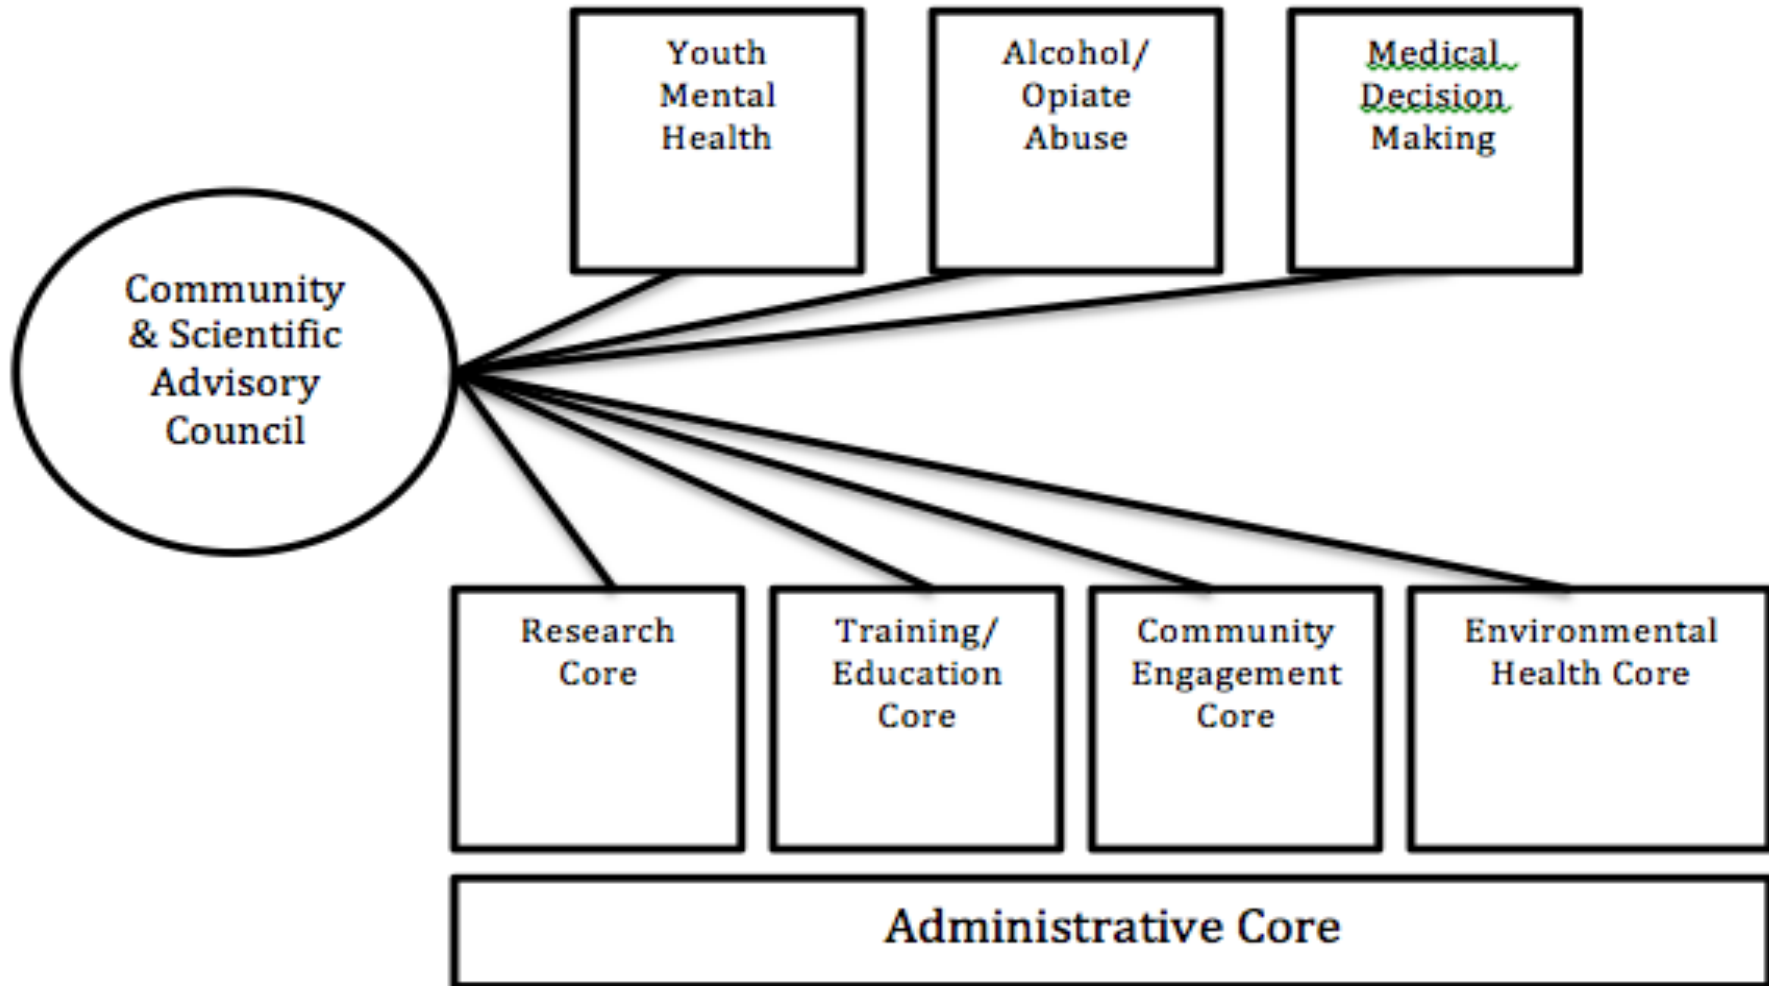 Youth
Mental
Health
Alcohol/
Opiate
Abuse
Medical
Decision
Making
Community
& Scientific
Advisory
Council
Research
Core
Training/
Education
Core
Community
Engagement
Core
Environmental
Health Core
Administrative Core